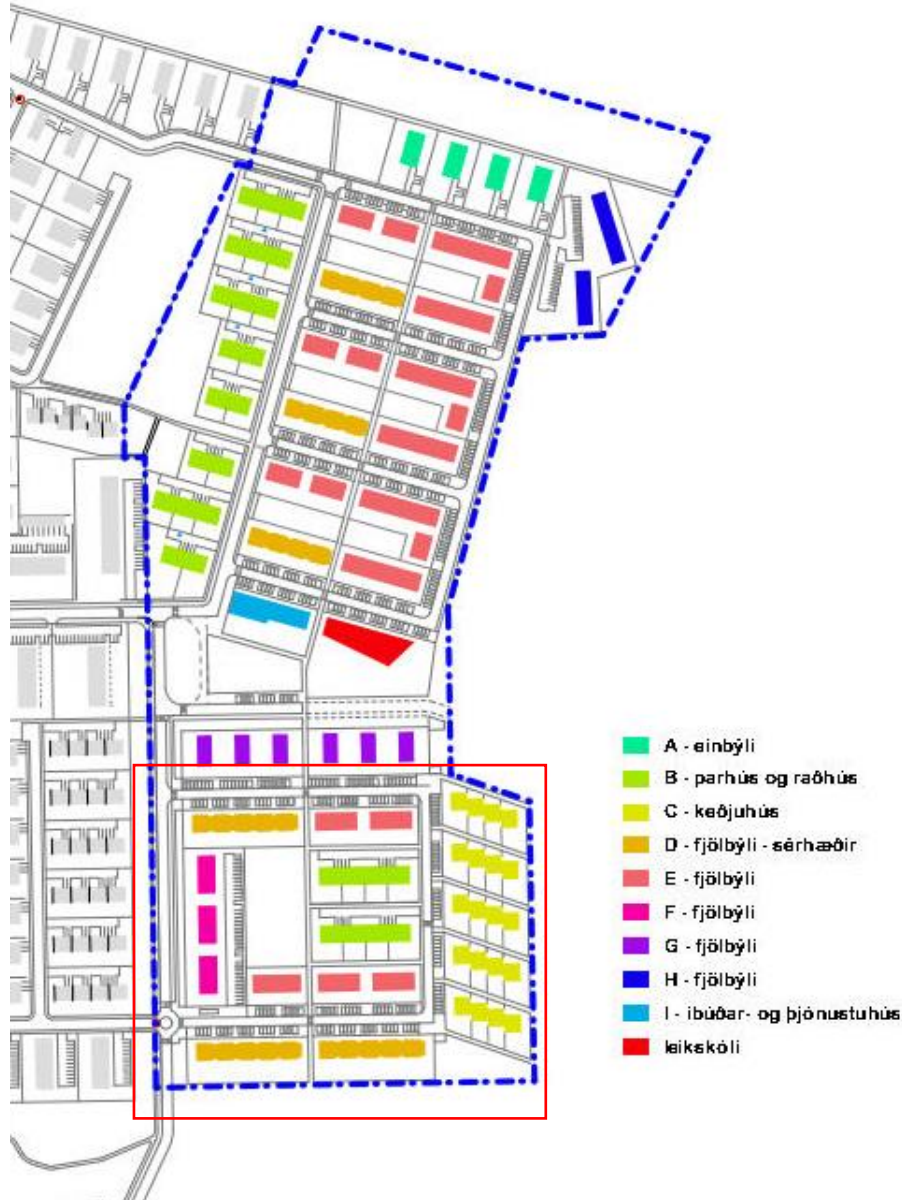 A - einbýli
B - parhús og raðhús
C - keðjuhús
D - fjölbýli - sérhæðir
E - fjölbýli
F - fjölbýli
G - fjölbýli
H - fjölbýli
I - íbúðar- og þjónustuhús
leikskóli